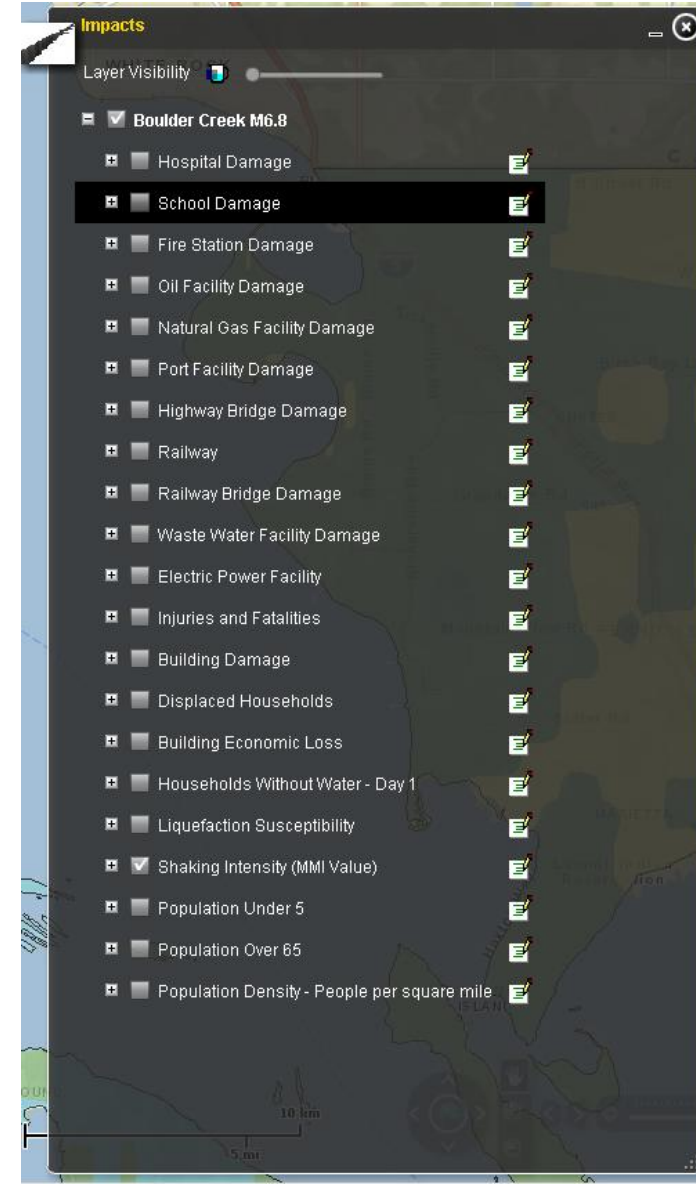 Impacts
WHITE ROCK
Layer Visibility
Boulder Creek M6.8
Hospital Damage
School Damage
Fire Station Damage
Oil Facility Damage
Natural Gas Facility Damage
Port Facility Damage
Highway Bridge Damage
Railway
Railway Bridge Damage
Waste Water Facility Damage
Electric Power Facility
Injuries and Fatalities
Building Damage
Displaced Households
Building Economic Loss
Households Without Water - Day 1
Liquefaction Susceptibility
Shaking Intensity (MMI Value)
Population Under 5
Population Over 65
Population Density - People per square mile
ISLAND
10 km
5 mi